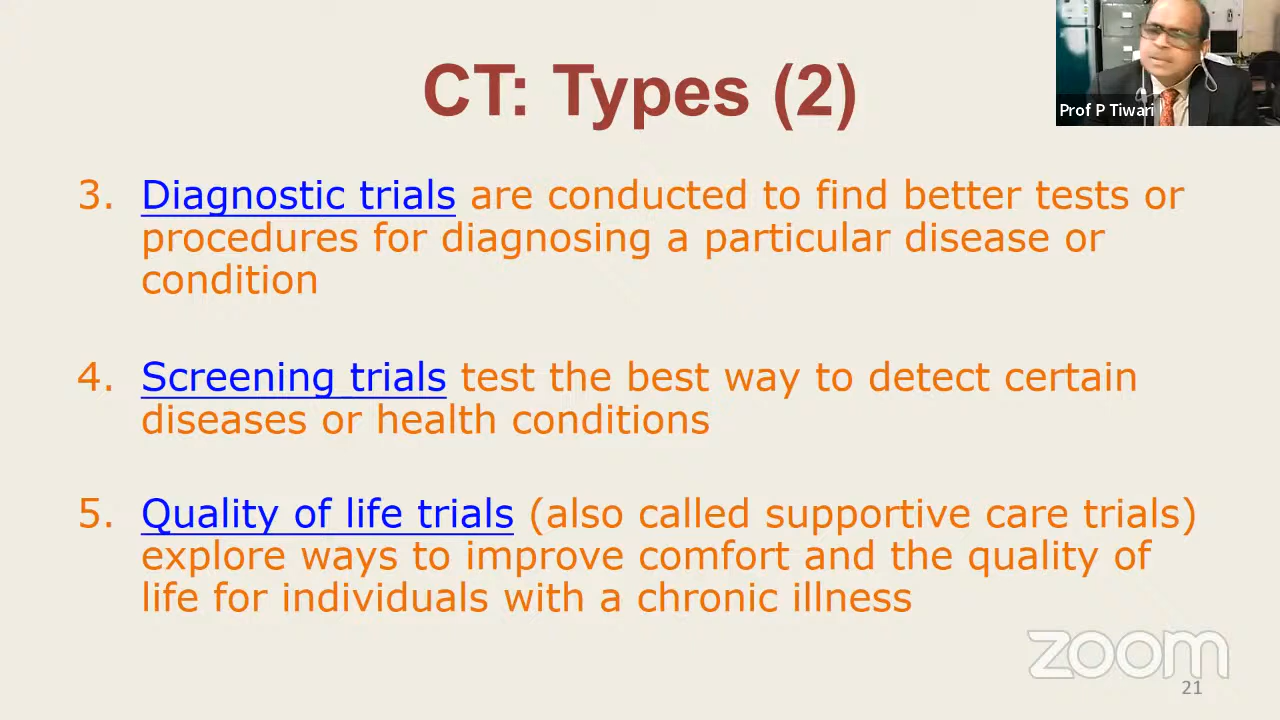 CT: Types (2)
Prof P Tiwari
3. Diagnostic trials are conducted to find better tests or
procedures for diagnosing a particular disease or
condition
4. Screening trials test the best way to detect certain
diseases or health conditions
5. Quality of life trials (also called supportive care trials)
explore ways to improve comfort and the quality of
life for individuals with a chronic illness
zoom
21